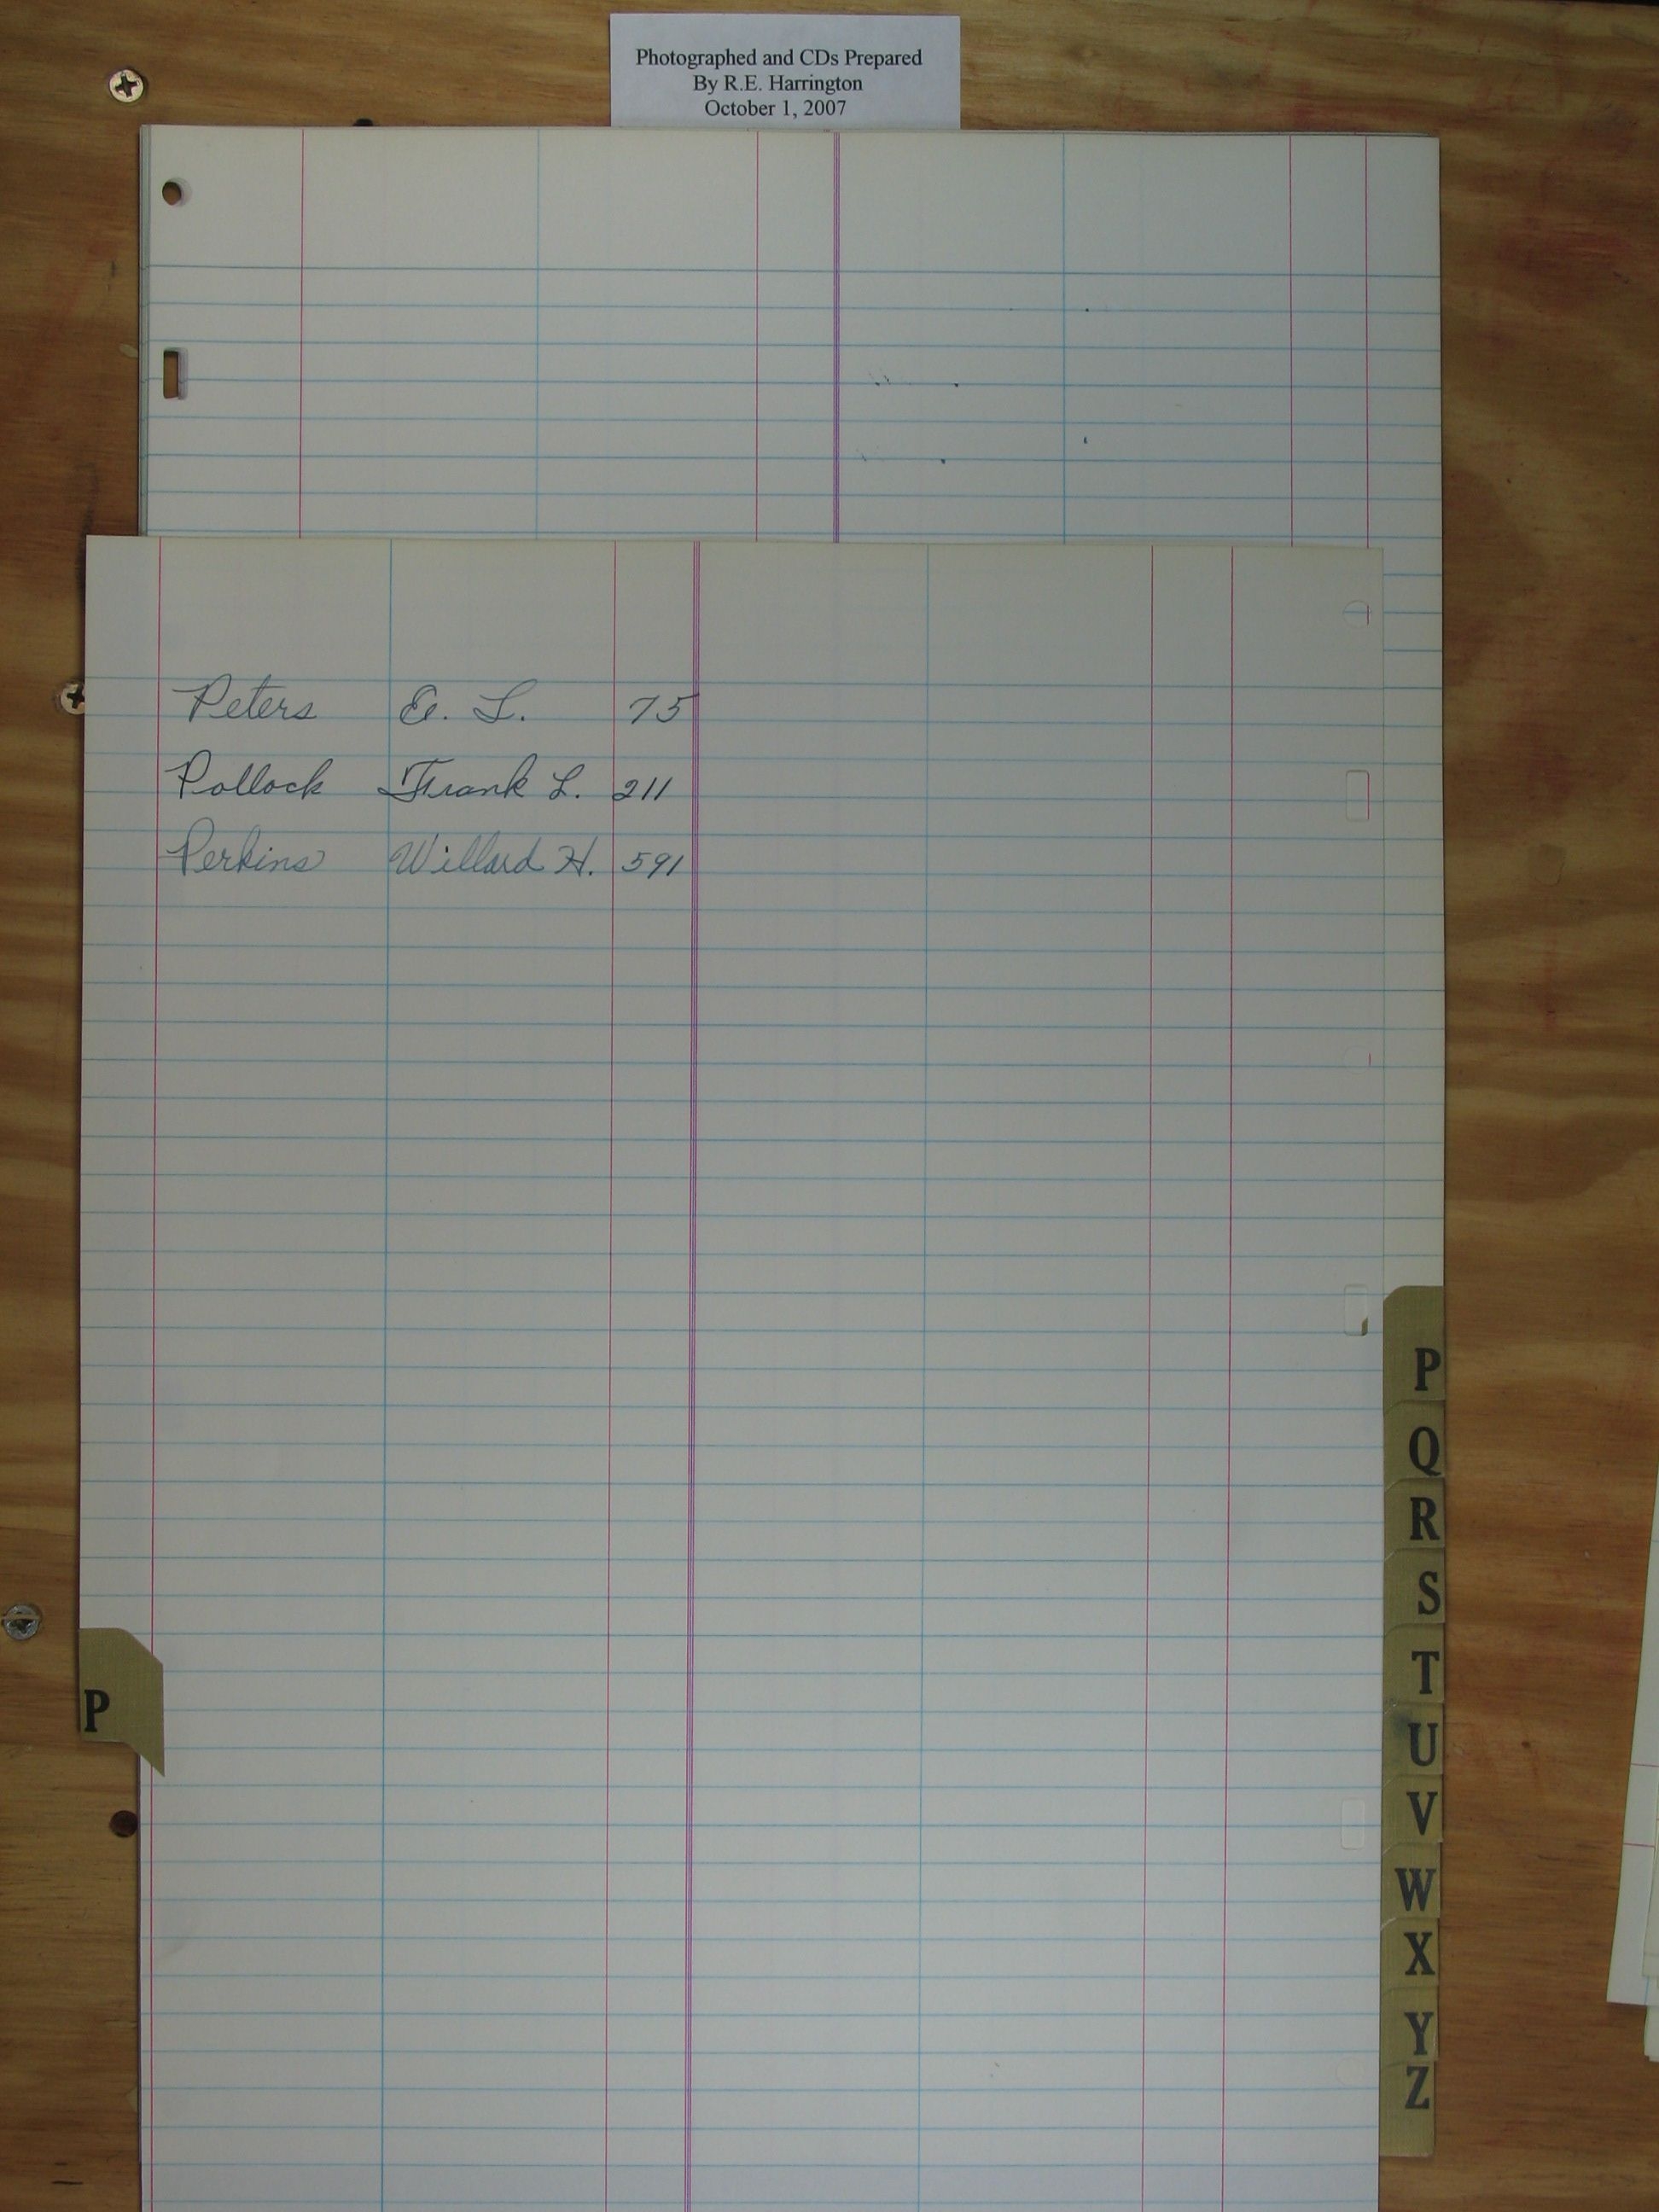 Photographed and CDs Prepared
By R.E. Harrington
October 1, 2007
Peters E. L. 75
Pollock Frank L. 211
Perkins Willard H. 591
P
Q
R
S
T
U
V
W
X
Y
Z
P